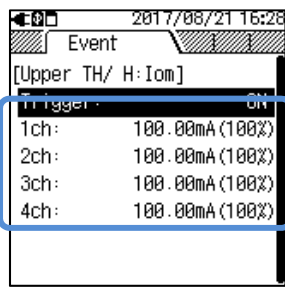 2017/08/21 16:28
Event
[Upper TH/ H:Iom]
Trigger: ON
1ch: 100.00mA(100%)
2ch: 100.00mA(100%)
3ch: 100.00mA(100%)
4ch: 100.00mA(100%)